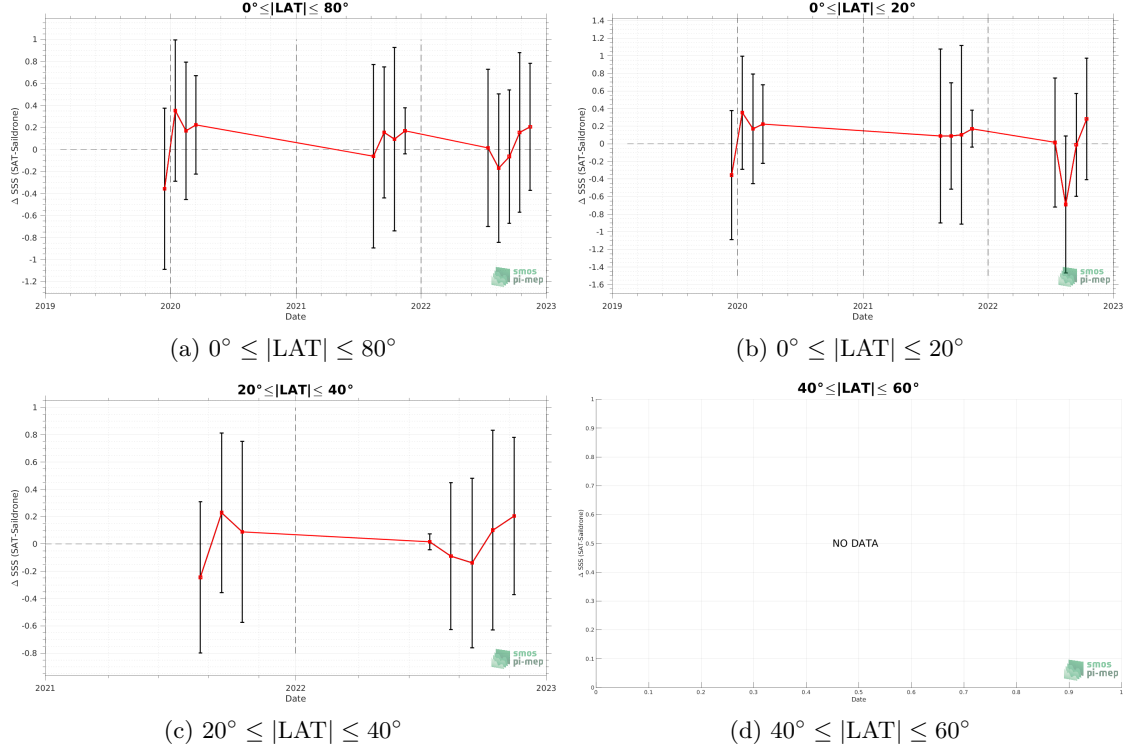 0°≤|LAT|≤ 80°
Δ SSS (SAT-Saildrone)
1
0.8
0.6
0.4
0.2
0
-0.2
-0.4
-0.6
-0.8
-1
-1.2
2019
2020
2021
2022
2023
Date
smos
pi-mep
(a) 0° ≤ |LAT| ≤ 80°
0°≤|LAT|≤ 20°
Δ SSS (SAT-Saildrone)
1.4
1.2
1
0.8
0.6
0.4
0.2
0
-0.2
-0.4
-0.6
-0.8
-1
-1.2
-1.4
-1.6
2019
2020
2021
2022
2023
Date
smos
pi-mep
(b) 0° ≤ |LAT| ≤ 20°
20°≤|LAT|≤ 40°
Δ SSS (SAT-Saildrone)
1
0.8
0.6
0.4
0.2
0
-0.2
-0.4
-0.6
-0.8
2021
2022
2023
Date
smos
pi-mep
(c) 20° ≤ |LAT| ≤ 40°
40°≤|LAT|≤ 60°
Δ SSS (SAT-Saildrone)
1
0.9
0.8
0.7
0.6
0.5
0.4
0.3
0.2
0.1
0
NO DATA
0
0.1
0.2
0.3
0.4
0.5
0.6
0.7
0.8
0.9
1
Date
smos
pi-mep
(d) 40° ≤ |LAT| ≤ 60°